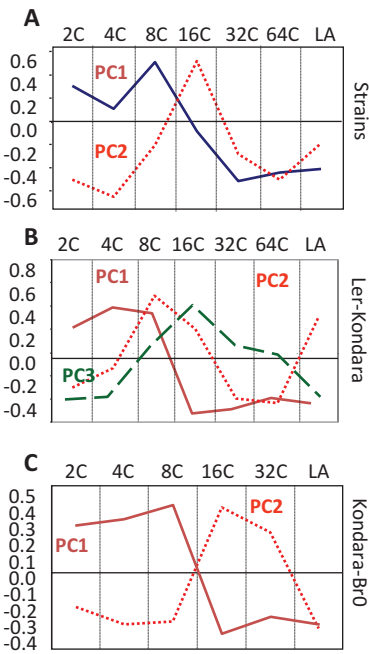 A
2C 4C 8C 16C 32C 64C LA
0.6
0.4
0.2
0.0
-0.2
-0.4
-0.6
PC1
PC2
Strains
B
2C 4C 8C 16C 32C 64C LA
0.8
0.4
0.2
0.0
-0.2
-0.4
PC1
PC2
PC3
Ler-Kondara
C
2C 4C 8C 16C 32C LA
0.5
0.4
0.3
0.2
0.1
0.0
-0.1
-0.2
-0.3
-0.4
PC1
PC2
Kondara-Br0